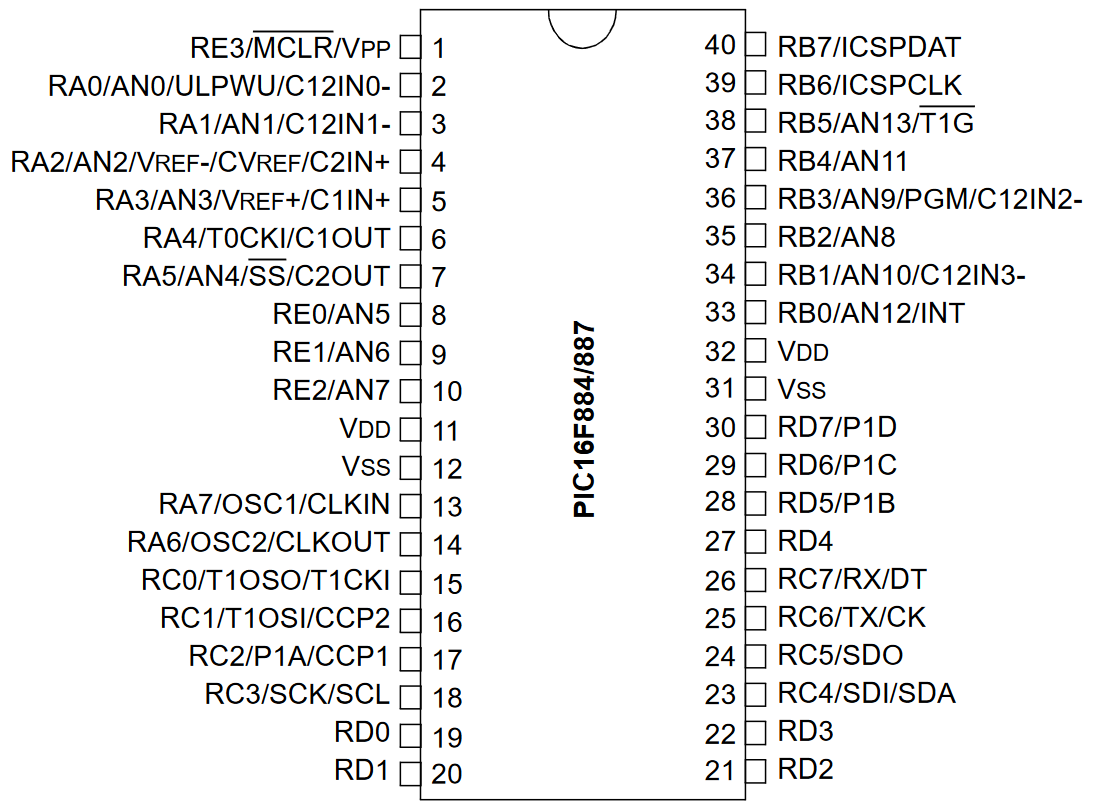 RE3/MCLR/VPP 1
RA0/AN0/ULPWU/C12IN0- 2
RA1/AN1/C12IN1- 3
RA2/AN2/VREF-/CVREF/C2IN+ 4
RA3/AN3/VREF+/C1IN+ 5
RA4/T0CKI/C1OUT 6
RA5/AN4/SS/C2OUT 7
RE0/AN5 8
RE1/AN6 9
RE2/AN7 10
VDD 11
VSS 12
RA7/OSC1/CLKIN 13
RA6/OSC2/CLKOUT 14
RC0/T1OSO/T1CKI 15
RC1/T1OSI/CCP2 16
RC2/P1A/CCP1 17
RC3/SCK/SCL 18
RD0 19
RD1 20
PIC16F884/887
40 RB7/ICSPDAT
39 RB6/ICSPCLK
38 RB5/AN13/T1G
37 RB4/AN11
36 RB3/AN9/PGM/C12IN2-
35 RB2/AN8
34 RB1/AN10/C12IN3-
33 RB0/AN12/INT
32 VDD
31 VSS
30 RD7/P1D
29 RD6/P1C
28 RD5/P1B
27 RD4
26 RC7/RX/DT
25 RC6/TX/CK
24 RC5/SDO
23 RC4/SDI/SDA
22 RD3
21 RD2